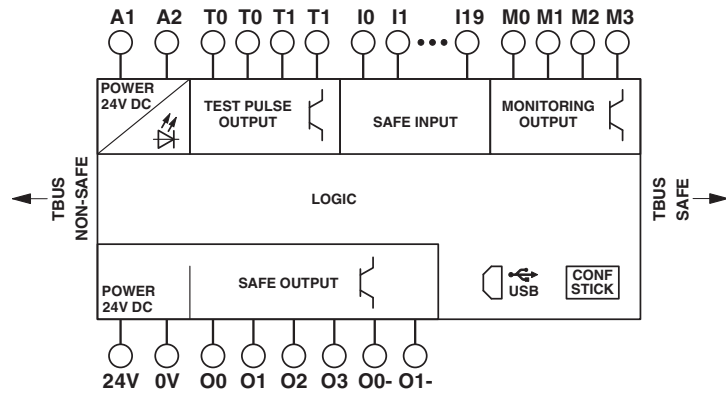 A1 A2 T0 T0 T1 T1 I0 I1 I19 M0 M1 M2 M3
POWER
24V DC
TEST PULSE
OUTPUT
SAFE INPUT
MONITORING
OUTPUT
TBUS
NON-SAFE
LOGIC
TBUS
SAFE
POWER
24V DC
SAFE OUTPUT
USB
CONF
STICK
24V 0V O0 O1 O2 O3 O0- O1-